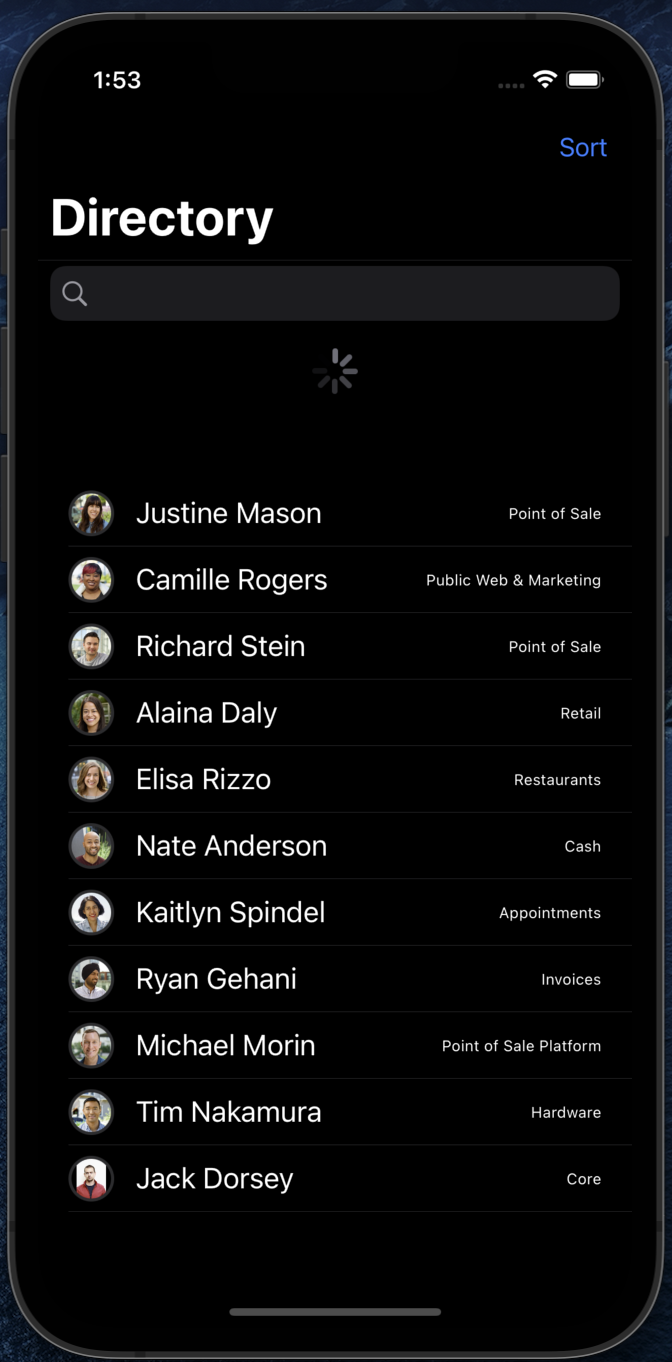 1:53
Sort
Directory
Justine Mason Point of Sale
Camille Rogers Public Web & Marketing
Richard Stein Point of Sale
Alaina Daly Retail
Elisa Rizzo Restaurants
Nate Anderson Cash
Kaitlyn Spindel Appointments
Ryan Gehani Invoices
Michael Morin Point of Sale Platform
Tim Nakamura Hardware
Jack Dorsey Core